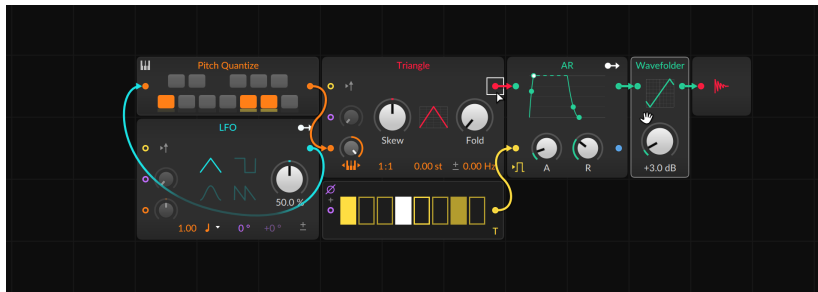 Pitch Quantize
Triangle
AR
Wavefolder
LFO
Skew
Fold
1:1
0.00 st
± 0.00 Hz
A
R
+3.0 dB
50.0 %
1.00
0 °
+0 °
±
T